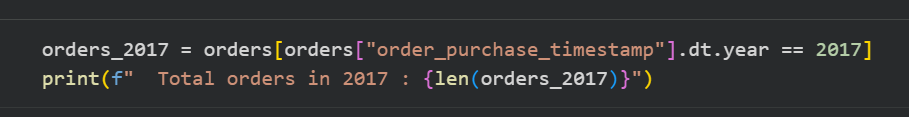 orders_2017 = orders[orders["order_purchase_timestamp"].dt.year == 2017]
print(f"  Total orders in 2017 : {len(orders_2017)}")